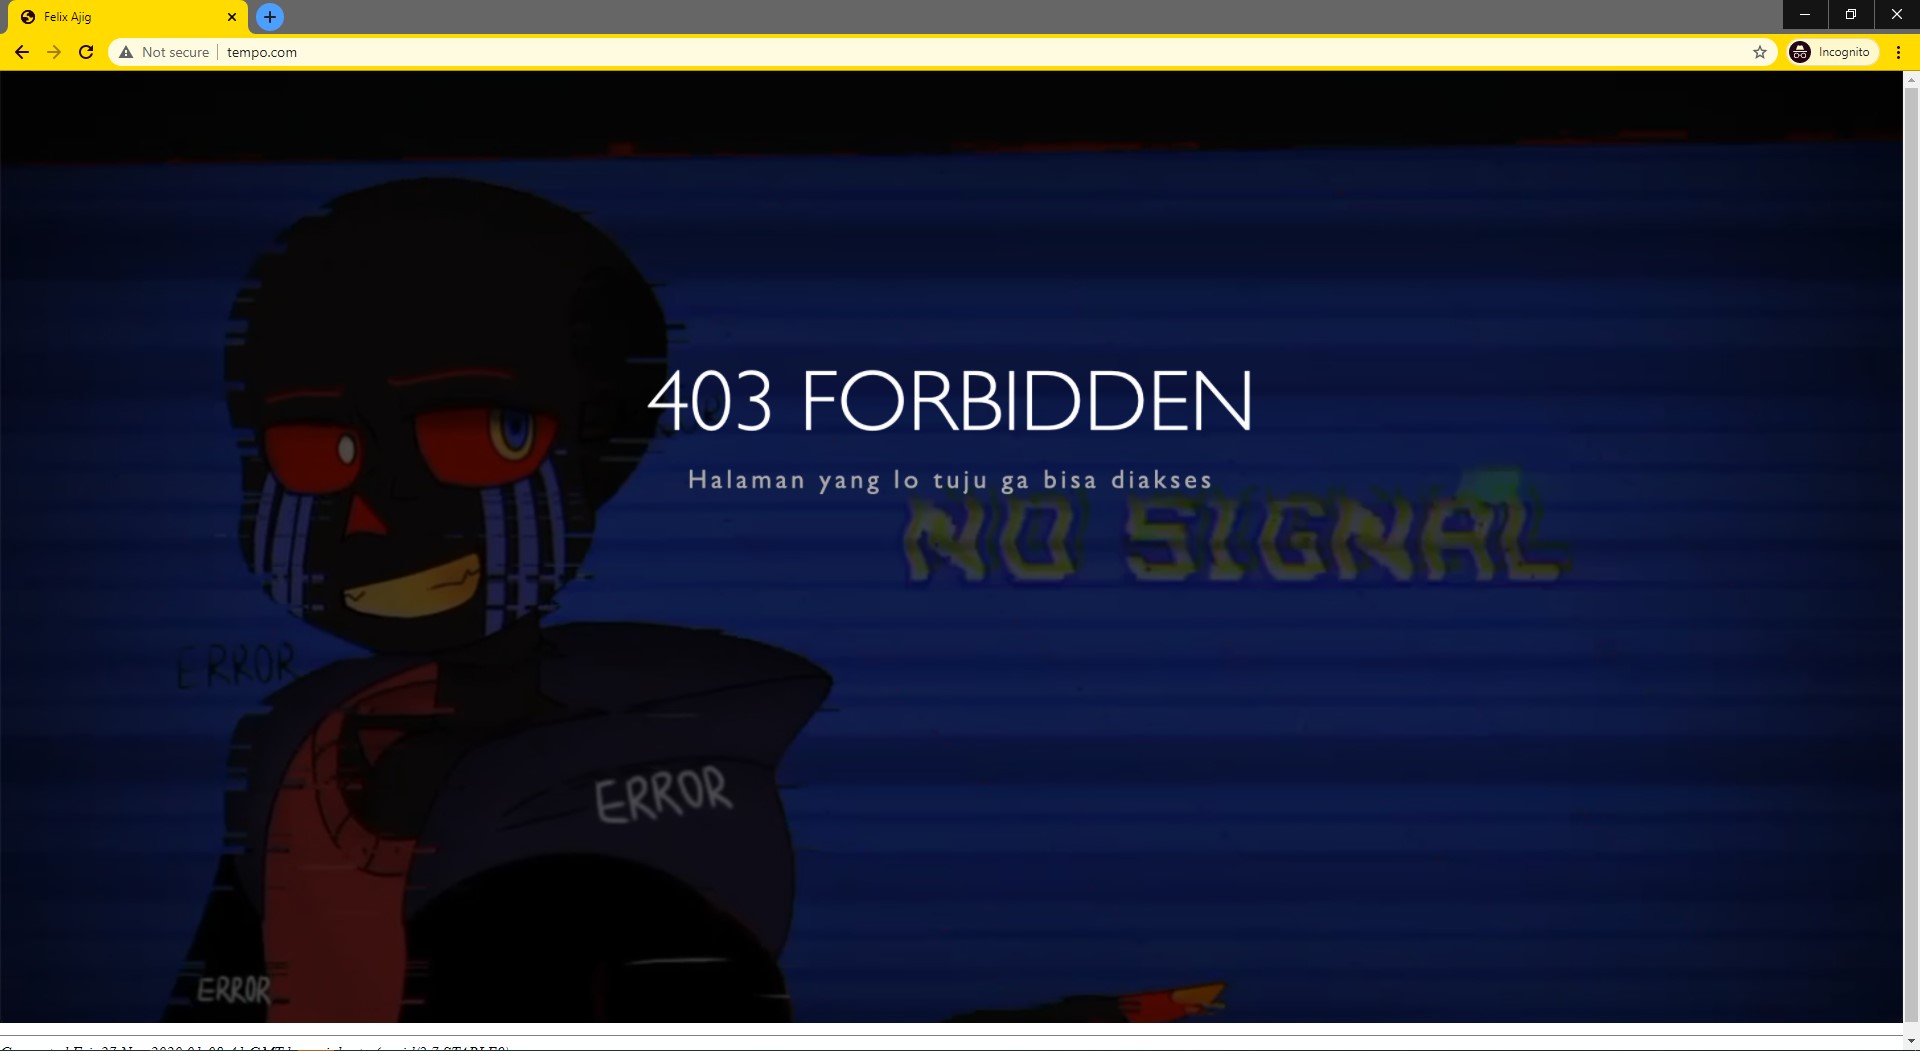 Felix Ajig
Not secure
tempo.com
Incognito
403 FORBIDDEN
Halaman yang lo tuju ga bisa diakses
NO SIGNAL
ERROR
ERROR
ERROR